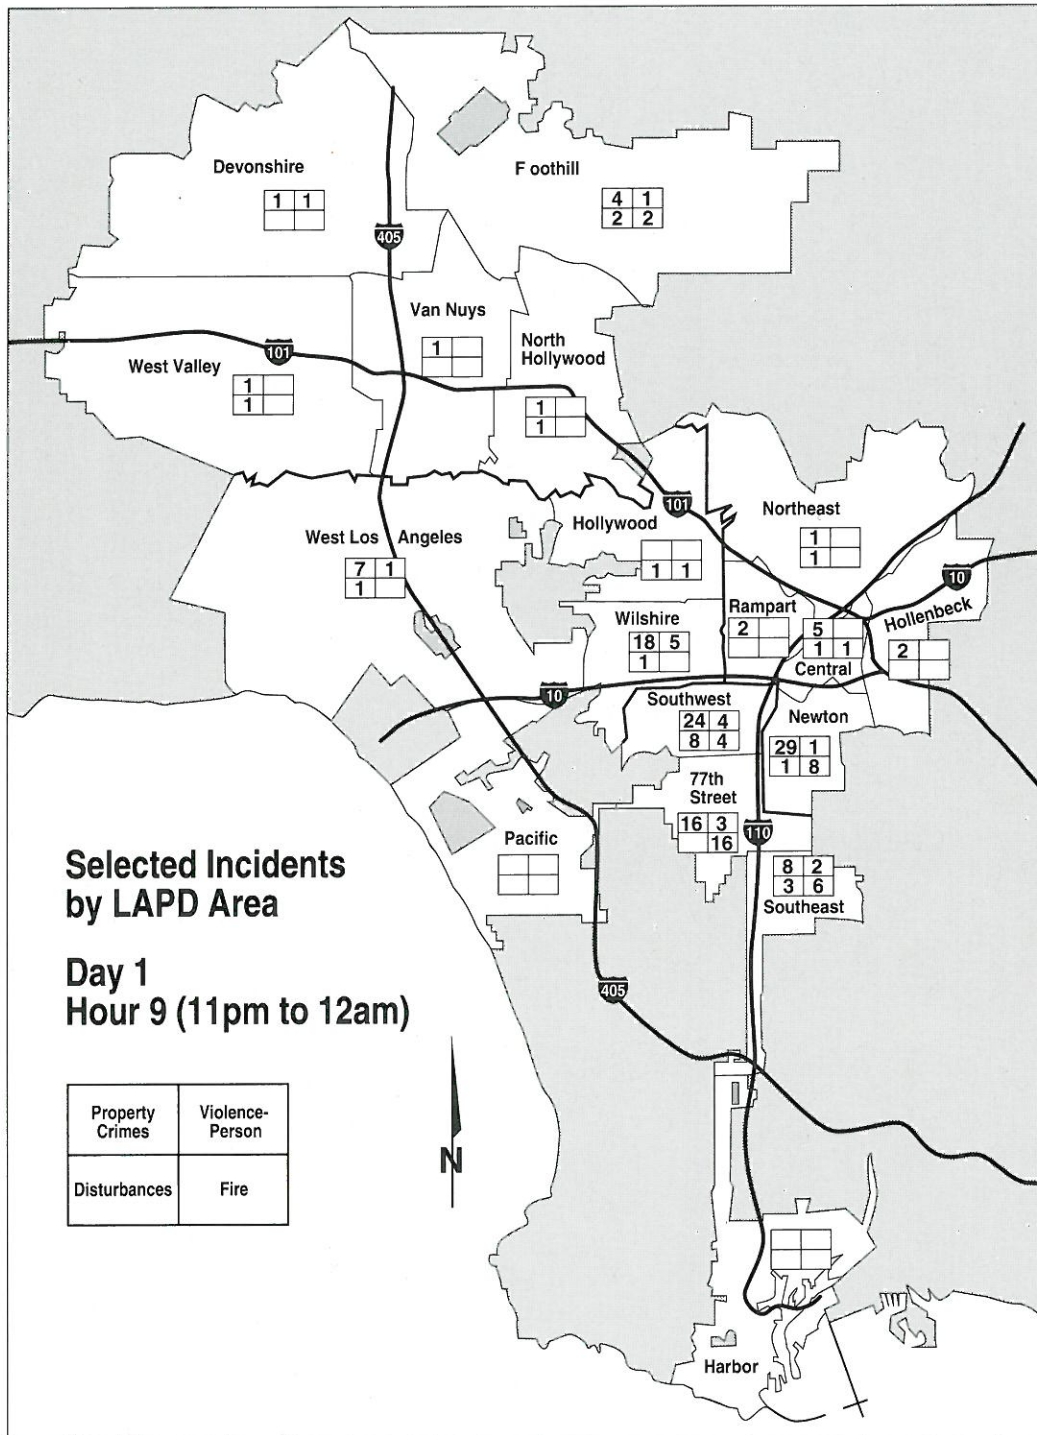 Devonshire
1 1
F oothill
4 1
2 2
405
Van Nuys
1
North
Hollywood
1
1
101
West Valley
1
1
101
Hollywood
1 1
Northeast
1
1
West Los Angeles
7 1
1
10
Hollenbeck
2
Rampart
2
Wilshire
18 5
1
5
1 1
Central
10
Southwest
24 4
8 4
Newton
29 1
1 8
77th
Street
16 3
16
110
Pacific
8 2
3 6
Southeast
Selected Incidents
by LAPD Area
Day 1
Hour 9 (11pm to 12am)
405
Property
Crimes
Violence-
Person
Disturbances
Fire
N
Harbor